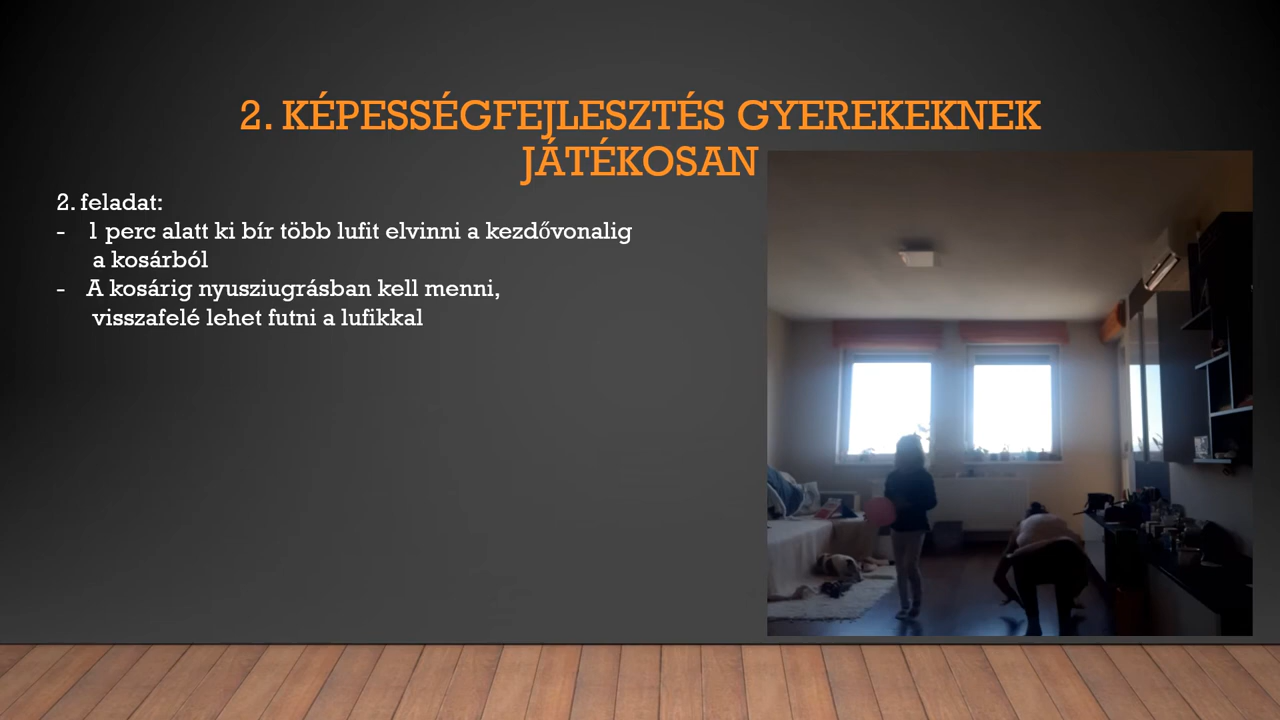 2. KÉPESSÉGFEJLESZTÉS GYEREKEKNEK
JÁTÉKOSAN
2. feladat:
- 1 perc alatt ki bír több lufit elvinni a kezdővonalig
a kosárból
- A kosárig nyusziugrásban kell menni,
visszafelé lehet futni a lufikkal